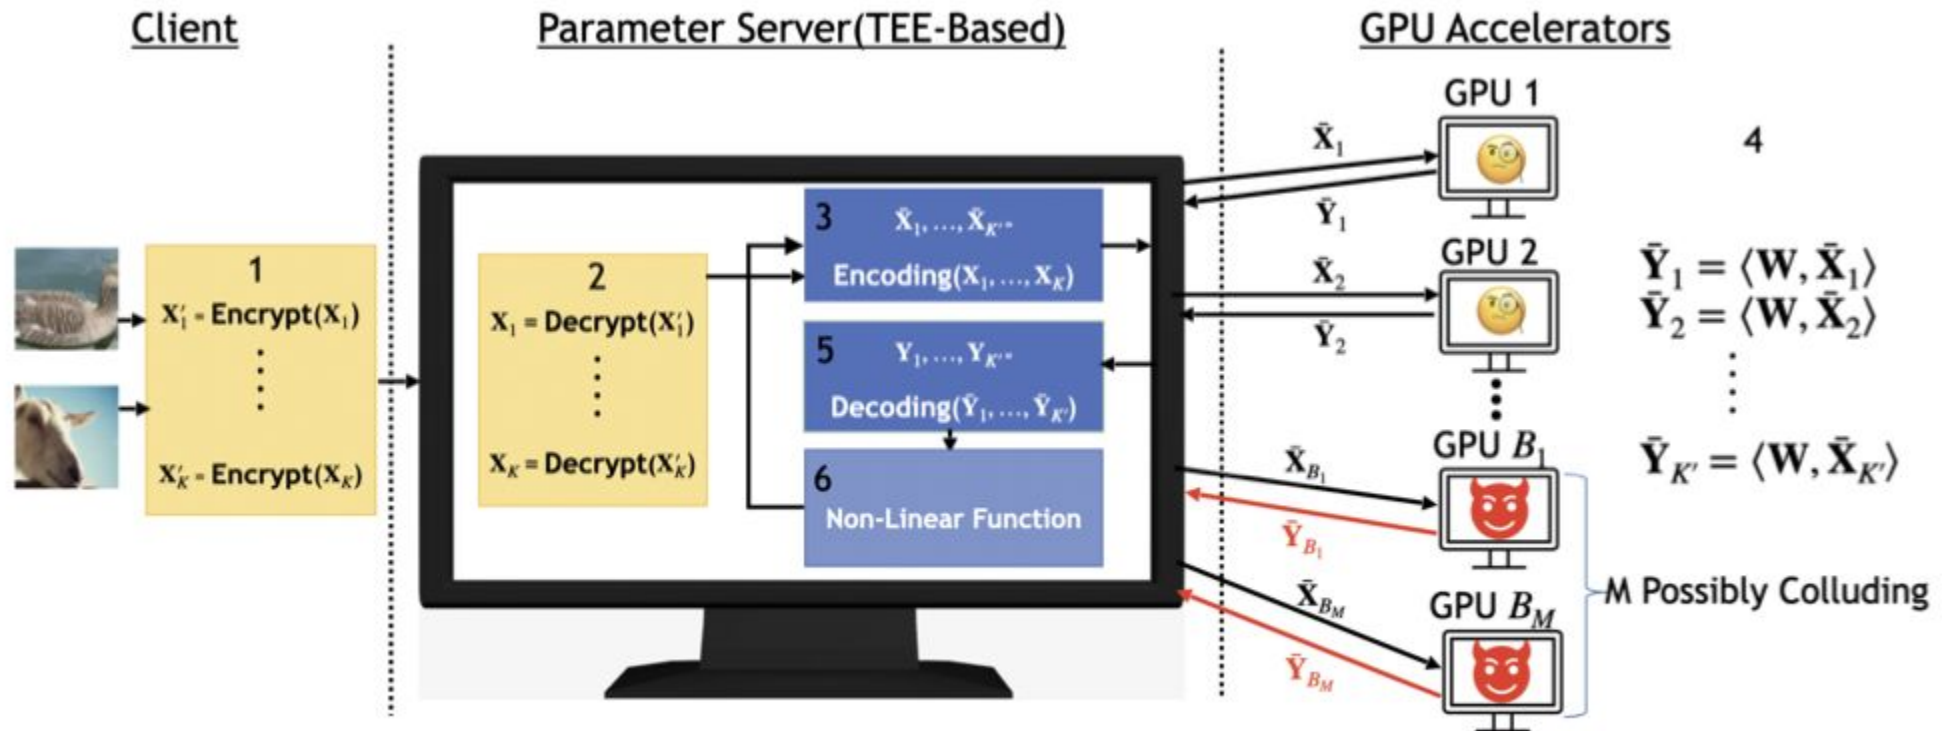 Client
Parameter Server(TEE-Based)
GPU Accelerators
1
X′₁ = Encrypt(X₁)
X′_K = Encrypt(X_K)
2
X₁ = Decrypt(X′₁)
X_K = Decrypt(X′_K)
3
X̄₁, …, X̄_K′ =
Encoding(X₁, …, X_K)
5
Y₁, …, Y_K′ =
Decoding(Ȳ₁, …, Ȳ_K′)
6
Non-Linear Function
X̄₁
Ȳ₁
X̄₂
Ȳ₂
X̄_B₁
Ȳ_B₁
X̄_B_M
Ȳ_B_M
GPU 1
GPU 2
GPU B₁
GPU B_M
4
Ȳ₁ = ⟨W, X̄₁⟩
Ȳ₂ = ⟨W, X̄₂⟩
Ȳ_K′ = ⟨W, X̄_K′⟩
M Possibly Colluding